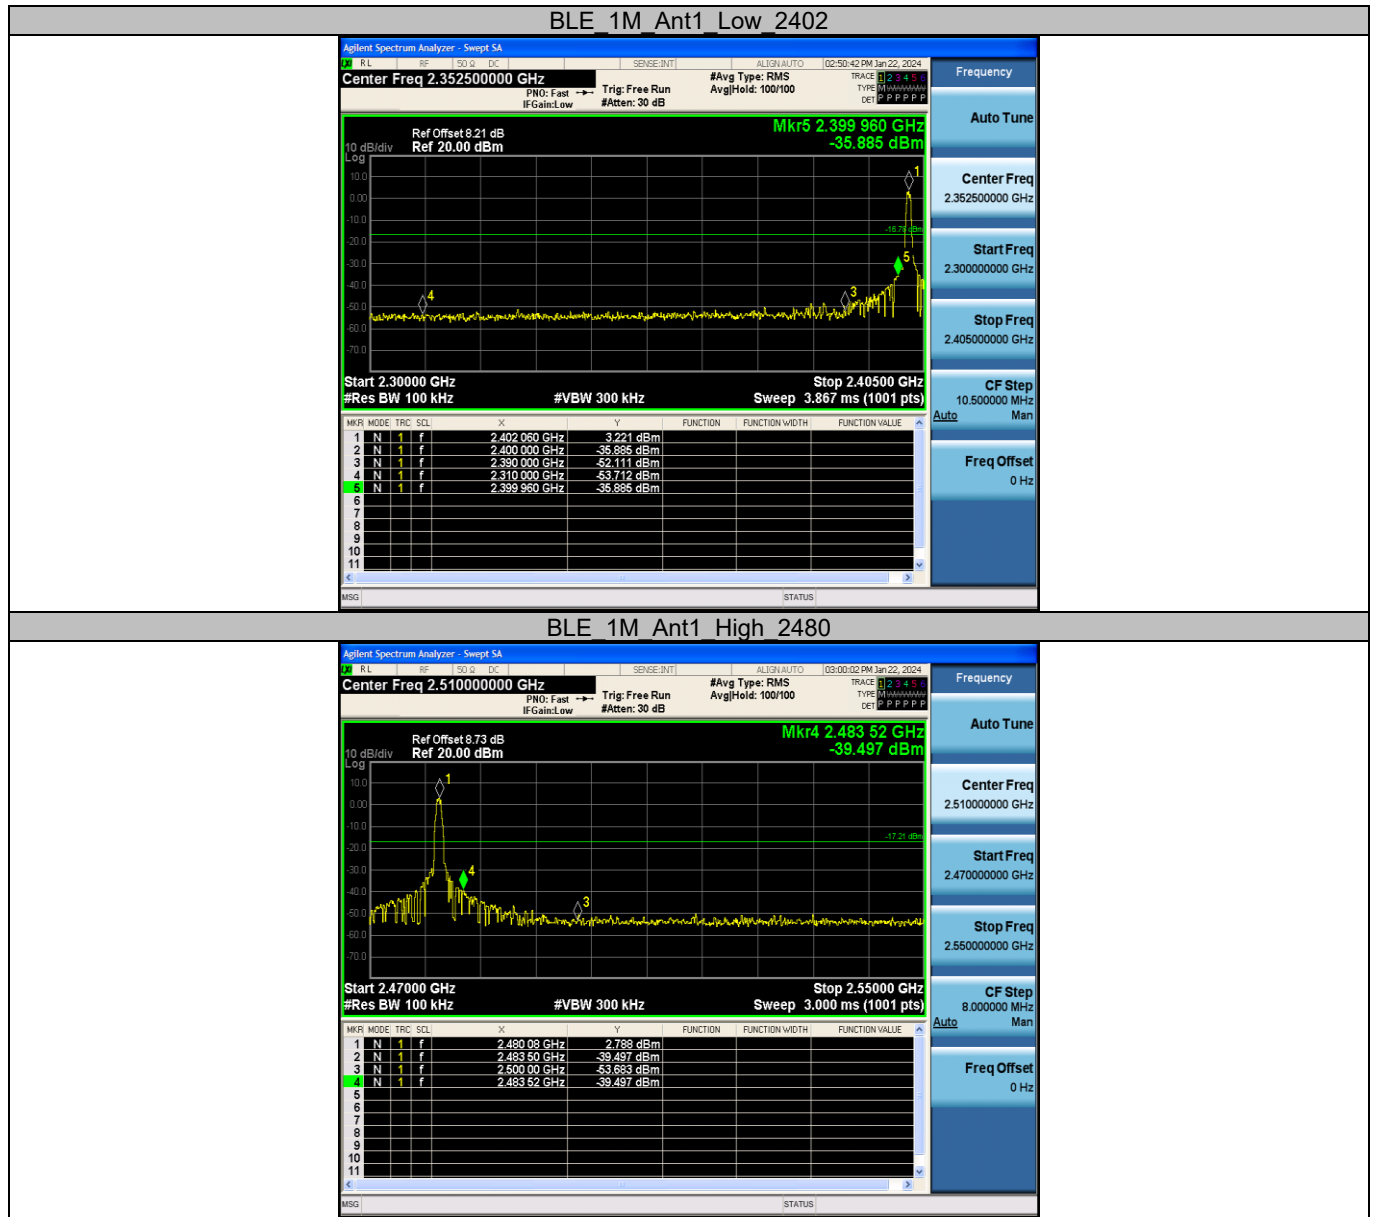 BLE_1M_Ant1_Low_2402
Agilent Spectrum Analyzer - Swept SA
RL RF 50 Ω DC SENSE:INT ALIGN AUTO 02:50:42 PM Jan 22, 2024
Center Freq 2.352500000 GHz
PNO: Fast
IFGain:Low
Trig: Free Run
#Atten: 30 dB
#Avg Type: RMS
Avg|Hold: 100/100
TRACE 1 2 3 4 5 6
TYPE M
DET P P P P P P
Mkr5 2.399 960 GHz
-35.885 dBm
Ref Offset 8.21 dB
10 dB/div Ref 20.00 dBm
Log
10.0
0.00
-10.0
-20.0
-30.0
-40.0
-50.0
-60.0
-70.0
1
5
3
4
Start 2.30000 GHz Stop 2.40500 GHz
#Res BW 100 kHz #VBW 300 kHz Sweep 3.867 ms (1001 pts)
MKR MODE TRC SCL X Y FUNCTION FUNCTION WIDTH FUNCTION VALUE
1 N 1 f 2.402 060 GHz 3.221 dBm
2 N 1 f 2.400 000 GHz -35.885 dBm
3 N 1 f 2.390 000 GHz -52.111 dBm
4 N 1 f 2.310 000 GHz -53.712 dBm
5 N 1 f 2.399 960 GHz -35.885 dBm
6
7
8
9
10
11
MSG STATUS
Frequency
Auto Tune
Center Freq
2.352500000 GHz
Start Freq
2.300000000 GHz
Stop Freq
2.405000000 GHz
CF Step
10.500000 MHz
Auto Man
Freq Offset
0 Hz
BLE_1M_Ant1_High_2480
Agilent Spectrum Analyzer - Swept SA
RL RF 50 Ω DC SENSE:INT ALIGN AUTO 03:00:02 PM Jan 22, 2024
Center Freq 2.510000000 GHz
PNO: Fast
IFGain:Low
Trig: Free Run
#Atten: 30 dB
#Avg Type: RMS
Avg|Hold: 100/100
TRACE 1 2 3 4 5 6
TYPE M
DET P P P P P P
Mkr4 2.483 52 GHz
-39.497 dBm
Ref Offset 8.73 dB
10 dB/div Ref 20.00 dBm
Log
10.0
0.00
-10.0
-20.0
-30.0
-40.0
-50.0
-60.0
-70.0
1
-17.21 dBm
4
3
Start 2.47000 GHz Stop 2.55000 GHz
#Res BW 100 kHz #VBW 300 kHz Sweep 3.000 ms (1001 pts)
MKR MODE TRC SCL X Y FUNCTION FUNCTION WIDTH FUNCTION VALUE
1 N 1 f 2.480 08 GHz 2.788 dBm
2 N 1 f 2.483 50 GHz -39.497 dBm
3 N 1 f 2.500 00 GHz -53.683 dBm
4 N 1 f 2.483 52 GHz -39.497 dBm
5
6
7
8
9
10
11
MSG STATUS
Frequency
Auto Tune
Center Freq
2.510000000 GHz
Start Freq
2.470000000 GHz
Stop Freq
2.550000000 GHz
CF Step
8.000000 MHz
Auto Man
Freq Offset
0 Hz